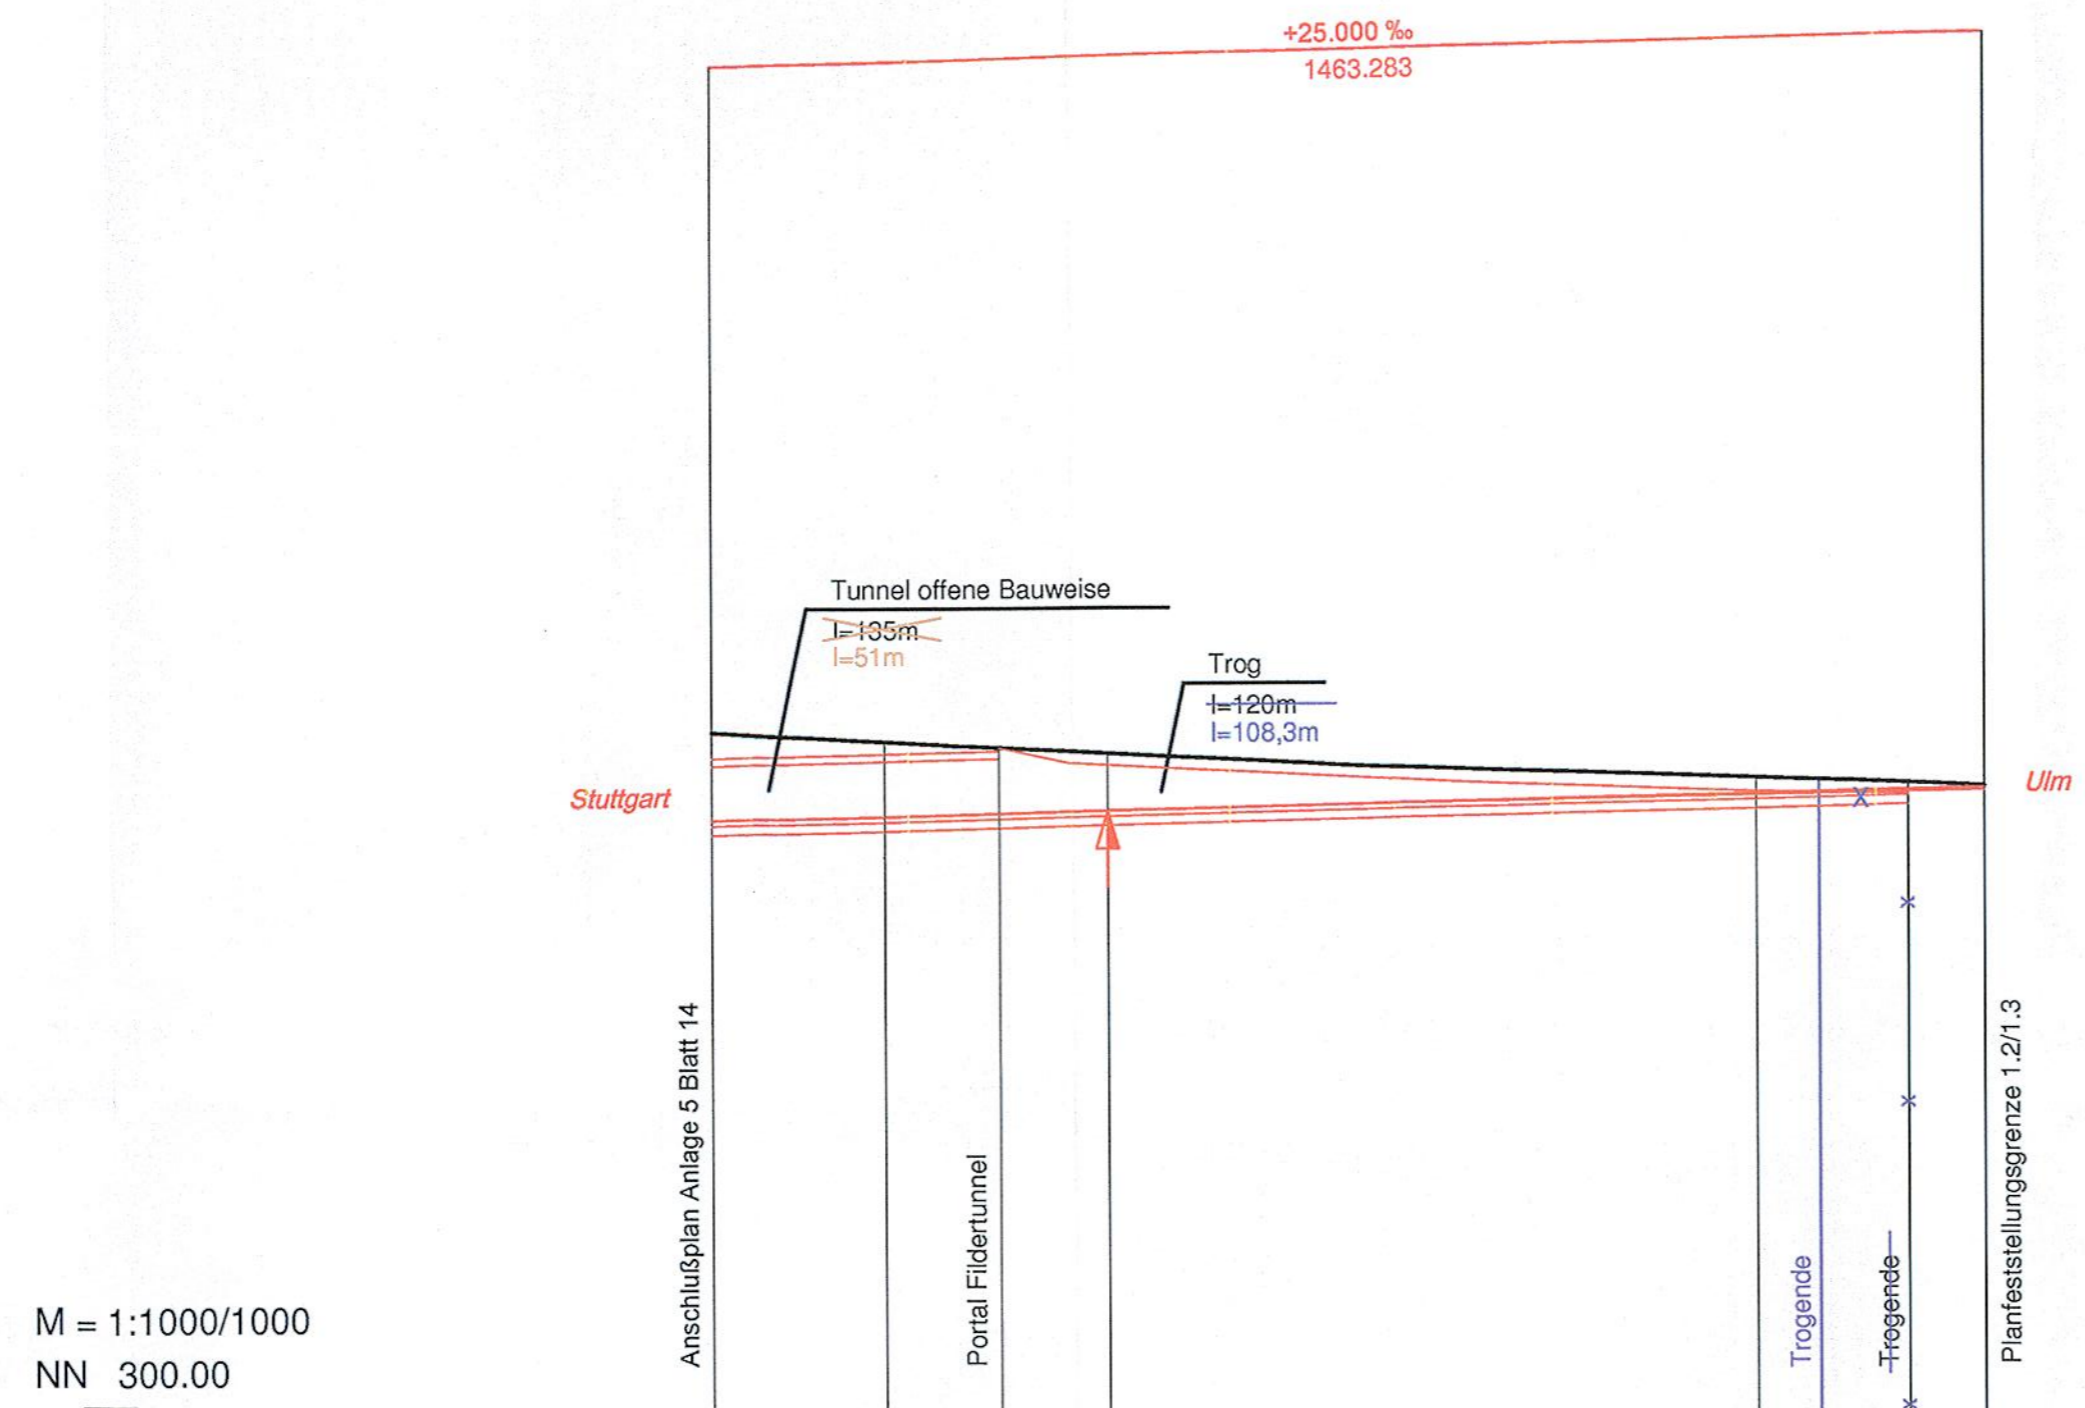 +25.000 ‰
1463.283
Tunnel offene Bauweise
l=135m
l=51m
Trog
l=120m
l=108,3m
Stuttgart
Ulm
Anschlußplan Anlage 5 Blatt 14
Portal Fildertunnel
Trogende
Trogende
Planfeststellungsgrenze 1.2/1.3
M = 1:1000/1000
NN 300.00